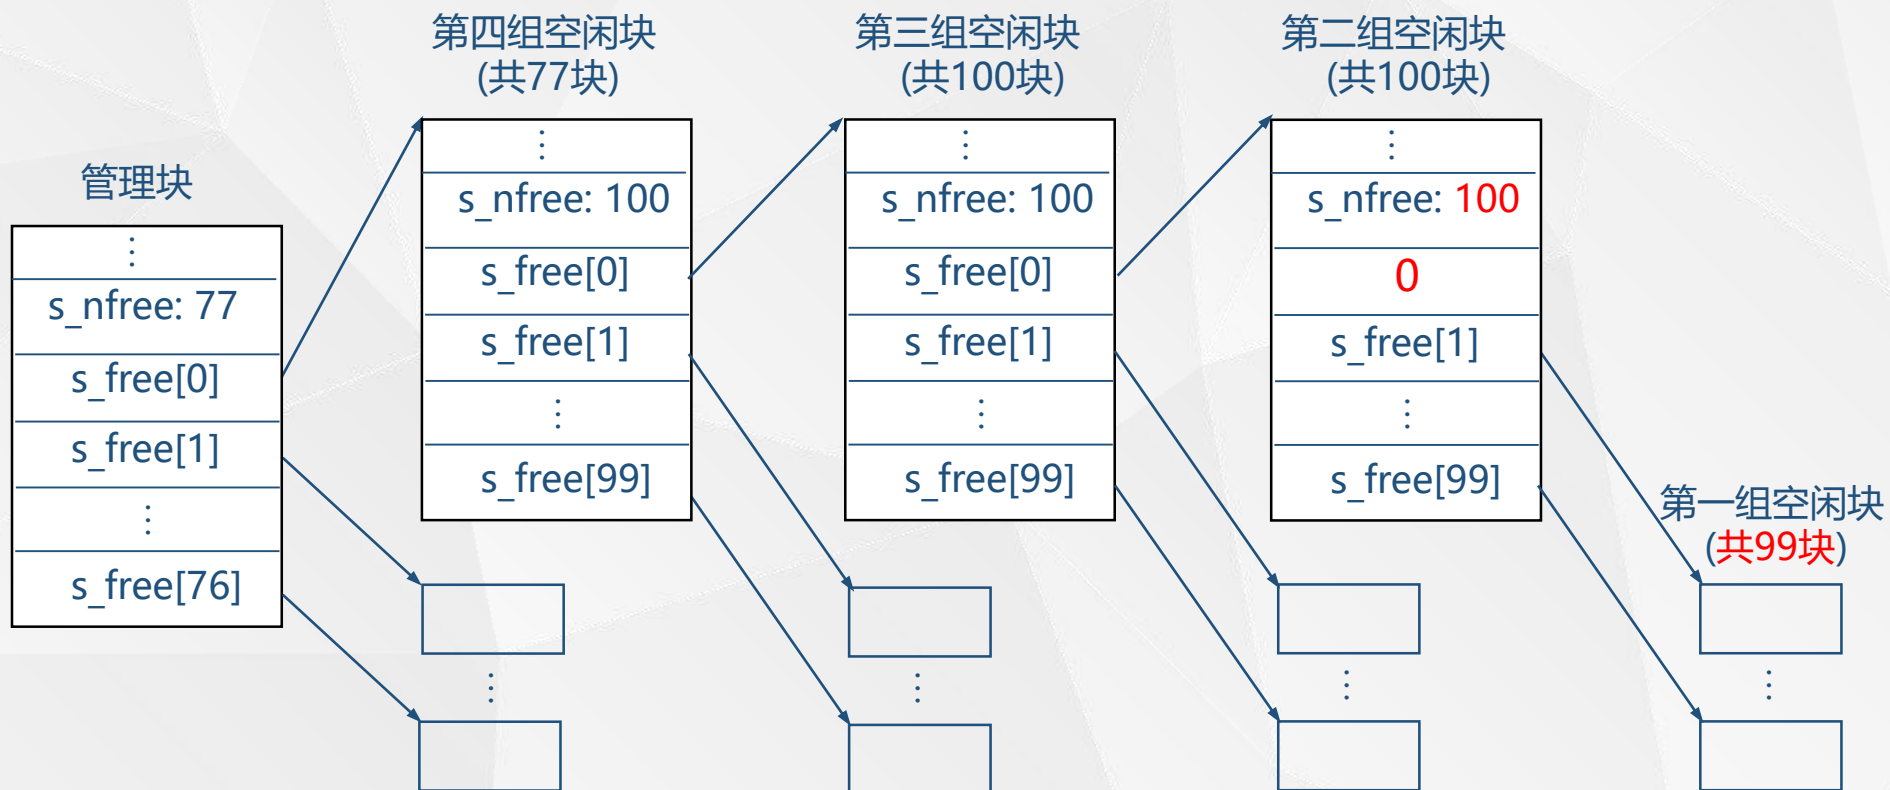 第四组空闲块
(共77块)
第三组空闲块
(共100块)
第二组空闲块
(共100块)
管理块
⋮
s_nfree: 77
s_free[0]
s_free[1]
⋮
s_free[76]
⋮
s_nfree: 100
s_free[0]
s_free[1]
⋮
s_free[99]
⋮
s_nfree: 100
s_free[0]
s_free[1]
⋮
s_free[99]
⋮
s_nfree: 100
0
s_free[1]
⋮
s_free[99]
第一组空闲块
(共99块)
⋮
⋮
⋮
⋮